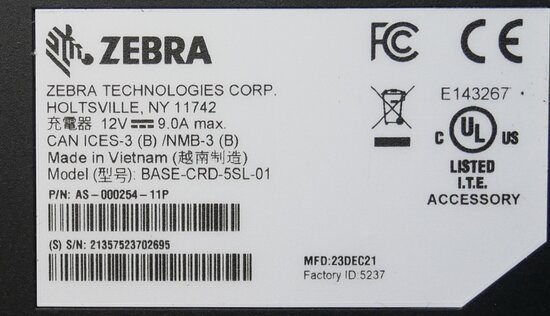 ZEBRA
FC CE
ZEBRA TECHNOLOGIES CORP.
HOLTSVILLE, NY 11742
充電器 12V⎓9.0A max.
CAN ICES-3 (B) /NMB-3 (B)
Made in Vietnam (越南制造)
Model (型号): BASE-CRD-5SL-01
P/N: AS-000254-11P
(S) S/N: 21357523702695
E143267
C UL US
LISTED
I.T.E.
ACCESSORY
MFD:23DEC21
Factory ID:5237